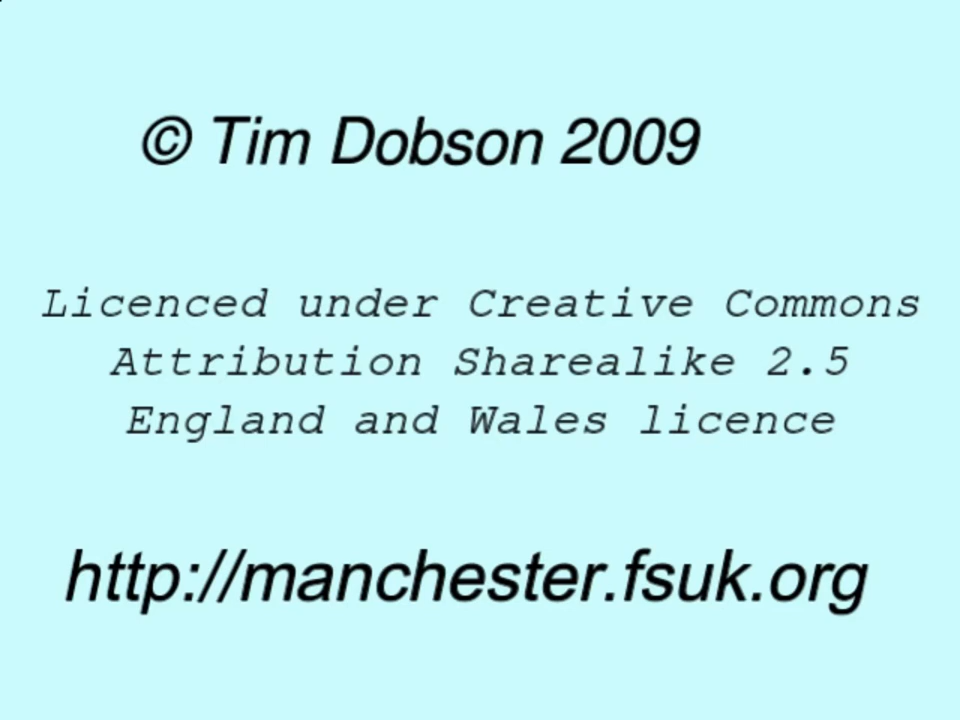 © Tim Dobson 2009
Licenced under Creative Commons
Attribution Sharealike 2.5
England and Wales licence
http://manchester.fsuk.org